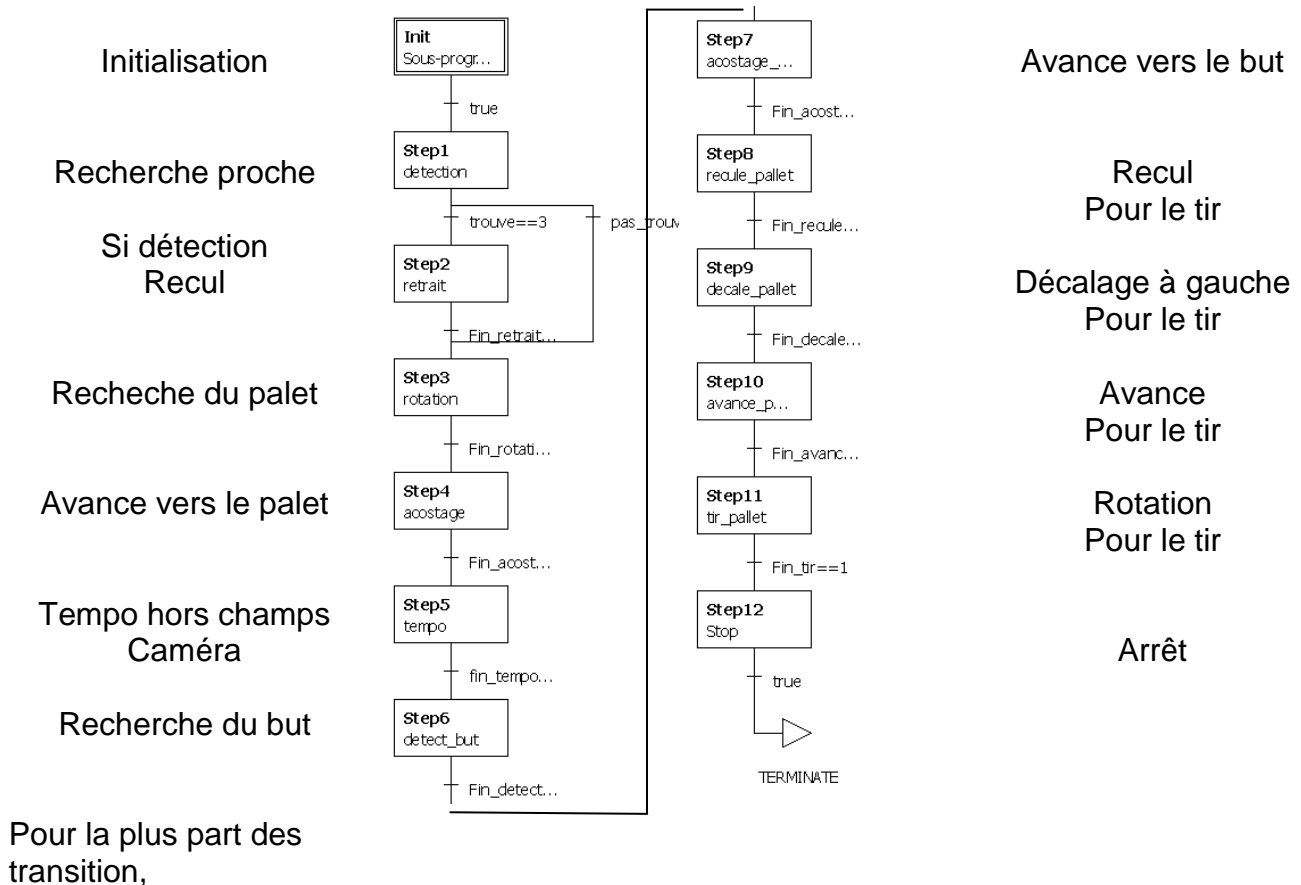 Initialisation
Init
Sous-progr...
true
Recherche proche
Step1
detection
trouve==3
pas_trouv
Si détection
Recul
Step2
retrait
Fin_retrait...
Recheche du palet
Step3
rotation
Fin_rotati...
Avance vers le palet
Step4
acostage
Fin_acost...
Tempo hors champs
Caméra
Step5
tempo
fin_tempo...
Recherche du but
Step6
detect_but
Fin_detect...
Step7
acostage_...
Avance vers le but
Fin_acost...
Step8
recule_pallet
Recul
Pour le tir
Fin_recule...
Step9
decale_pallet
Décalage à gauche
Pour le tir
Fin_decale...
Step10
avance_p...
Avance
Pour le tir
Fin_avanc...
Step11
tir_pallet
Rotation
Pour le tir
Fin_tir==1
Step12
Stop
Arrêt
true
TERMINATE
Pour la plus part des
transition,